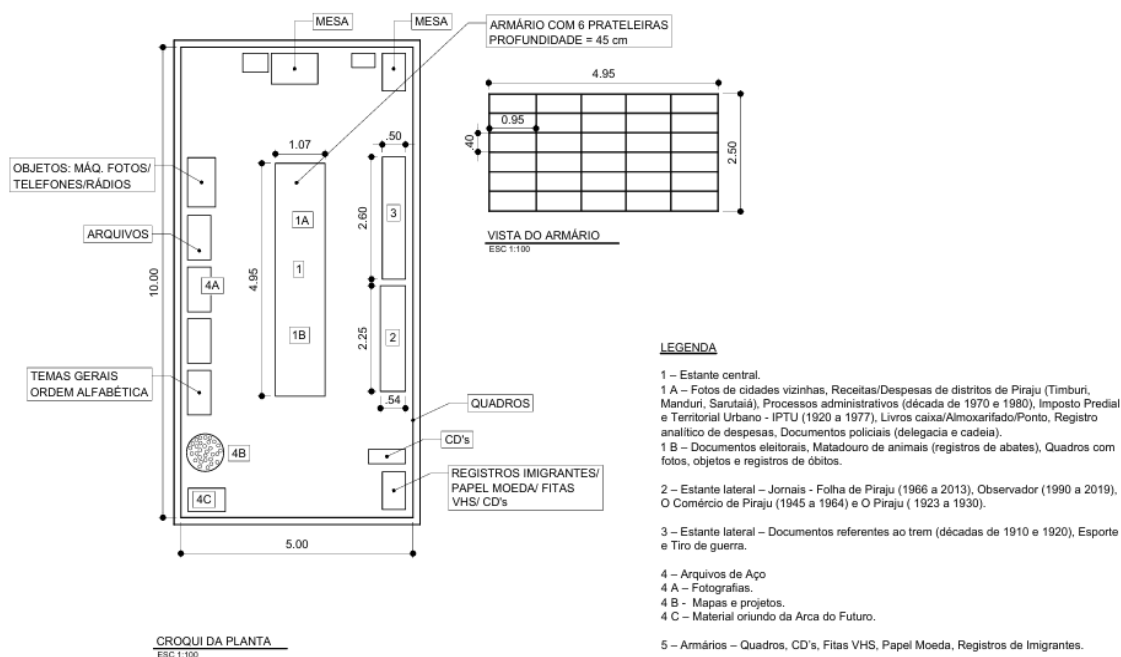 MESA
MESA
ARMÁRIO COM 6 PRATELEIRAS
PROFUNDIDADE = 45 cm
4.95
0.95
.40
2.50
VISTA DO ARMÁRIO
ESC 1:100
1.07
.50
OBJETOS: MÁQ. FOTOS/
TELEFONES/RÁDIOS
1A
3
2.60
ARQUIVOS
4.95
1
10.00
4A
1B
2.25
2
TEMAS GERAIS
ORDEM ALFABÉTICA
.54
QUADROS
CD's
4B
REGISTROS IMIGRANTES/
PAPEL MOEDA/ FITAS
VHS/ CD's
4C
5.00
CROQUI DA PLANTA
ESC 1:100
LEGENDA
1 – Estante central.
1 A – Fotos de cidades vizinhas, Receitas/Despesas de distritos de Piraju (Timburi,
Manduri, Sarutaiá), Processos administrativos (década de 1970 e 1980), Imposto Predial
e Territorial Urbano - IPTU (1920 a 1977), Livros caixa/Almoxarifado/Ponto, Registro
analítico de despesas, Documentos policiais (delegacia e cadeia).
1 B – Documentos eleitorais, Matadouro de animais (registros de abates), Quadros com
fotos, objetos e registros de óbitos.
2 – Estante lateral – Jornais - Folha de Piraju (1966 a 2013), Observador (1990 a 2019),
O Comércio de Piraju (1945 a 1964) e O Piraju ( 1923 a 1930).
3 – Estante lateral – Documentos referentes ao trem (décadas de 1910 e 1920), Esporte
e Tiro de guerra.
4 – Arquivos de Aço
4 A – Fotografias.
4 B - Mapas e projetos.
4 C – Material oriundo da Arca do Futuro.
5 – Armários – Quadros, CD's, Fitas VHS, Papel Moeda, Registros de Imigrantes.